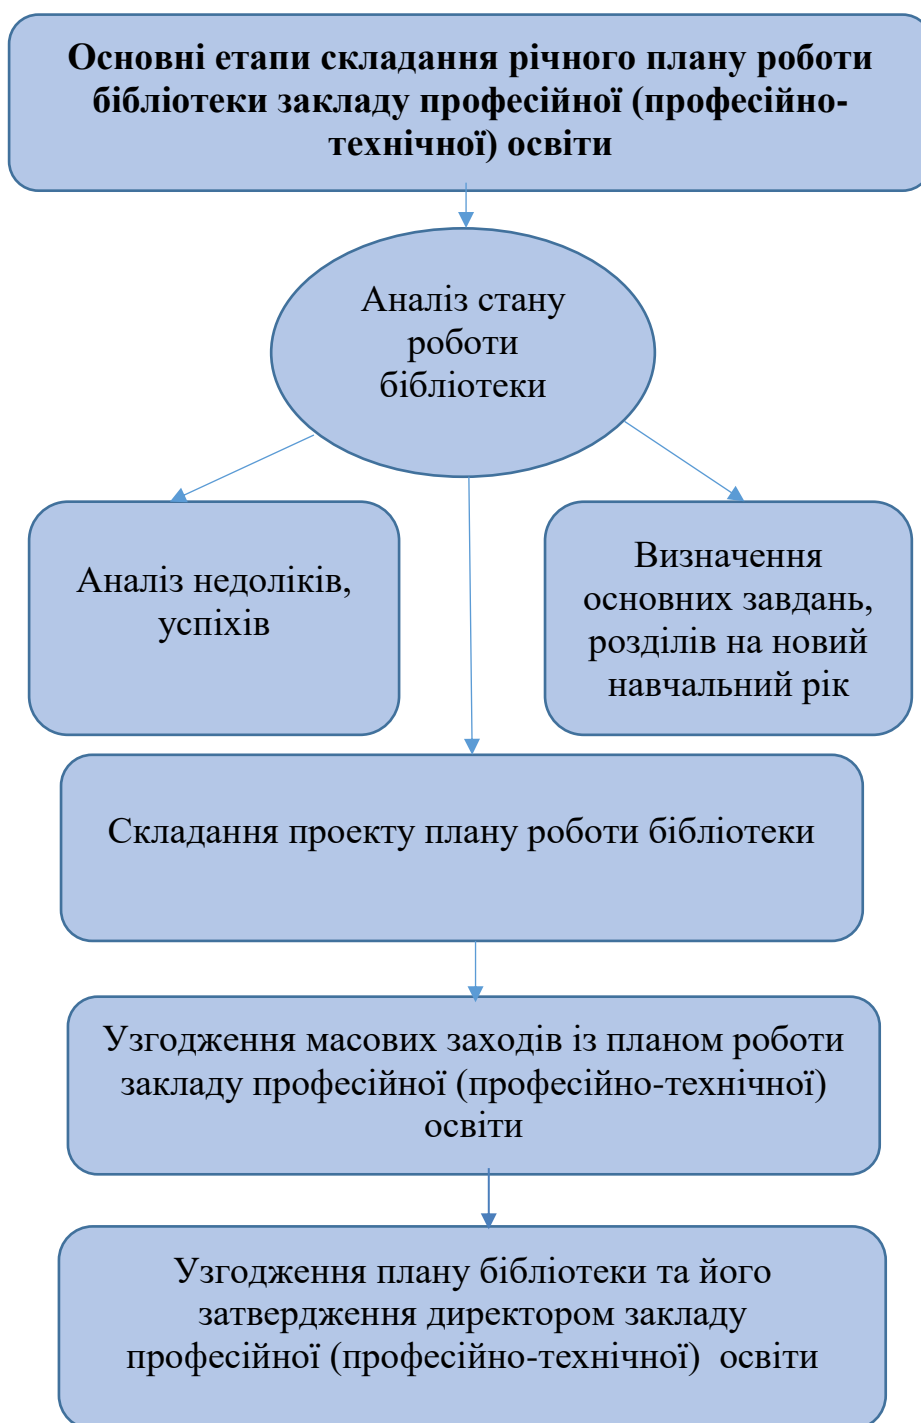 Основні етапи складання річного плану роботи
бібліотеки закладу професійної (професійно-
технічної) освіти
Аналіз стану
роботи
бібліотеки
Аналіз недоліків,
успіхів
Визначення
основних завдань,
розділів на новий
навчальний рік
Складання проекту плану роботи бібліотеки
Узгодження масових заходів із планом роботи
закладу професійної (професійно-технічної)
освіти
Узгодження плану бібліотеки та його
затвердження директором закладу
професійної (професійно-технічної) освіти